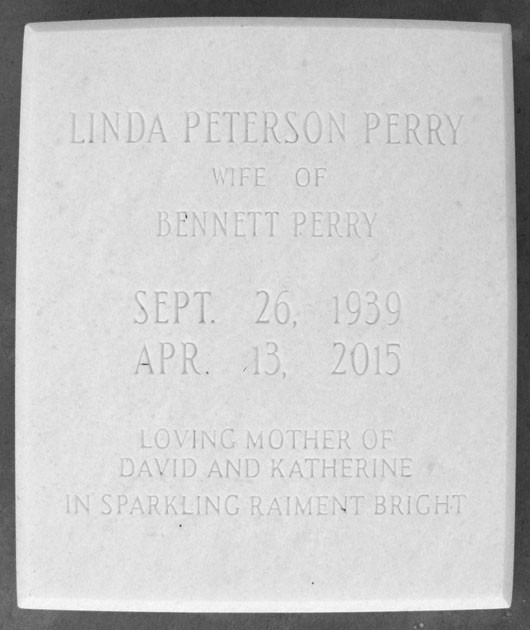 LINDA PETERSON PERRY
WIFE OF
BENNETT PERRY
SEPT. 26, 1939
APR. 13, 2015
LOVING MOTHER OF
DAVID AND KATHERINE
IN SPARKLING RAIMENT BRIGHT